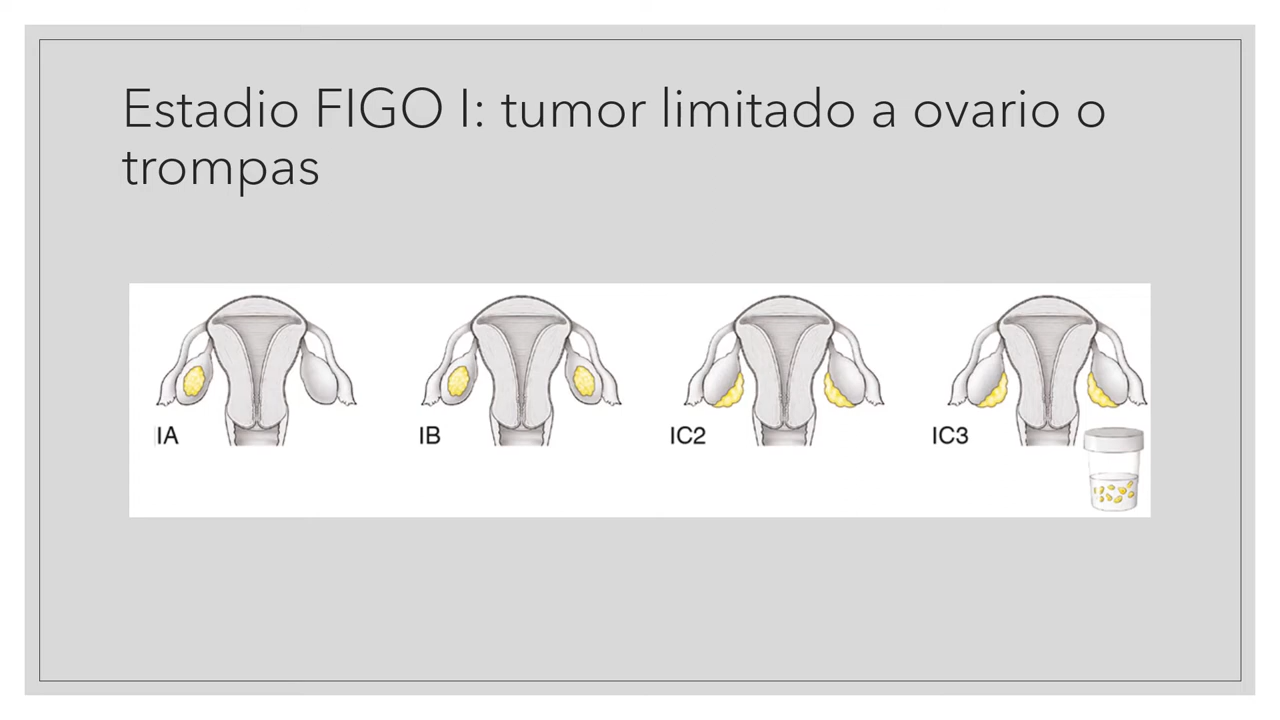 Estadio FIGO I: tumor limitado a ovario o
trompas
IA
IB
IC2
IC3